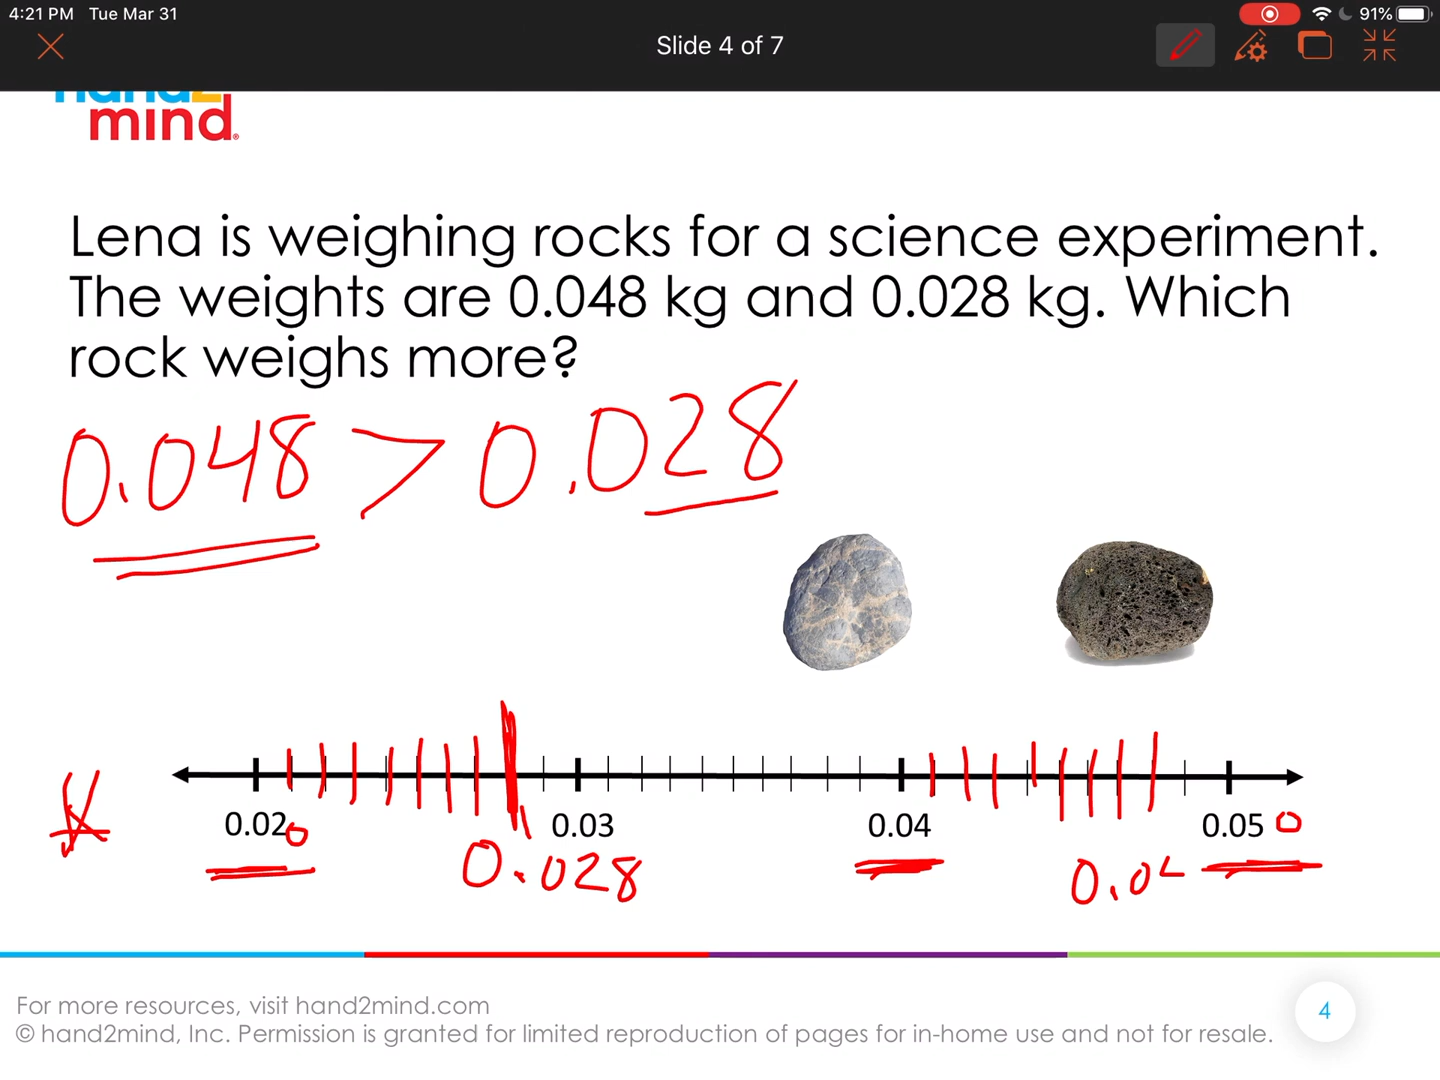 4:21 PM Tue Mar 31
91%
Slide 4 of 7
hand2
mind®
Lena is weighing rocks for a science experiment.
The weights are 0.048 kg and 0.028 kg. Which
rock weighs more?
0.048 > 0.028
0.020 0.03 0.04 0.050
0.028 0.0
For more resources, visit hand2mind.com
© hand2mind, Inc. Permission is granted for limited reproduction of pages for in-home use and not for resale.
4